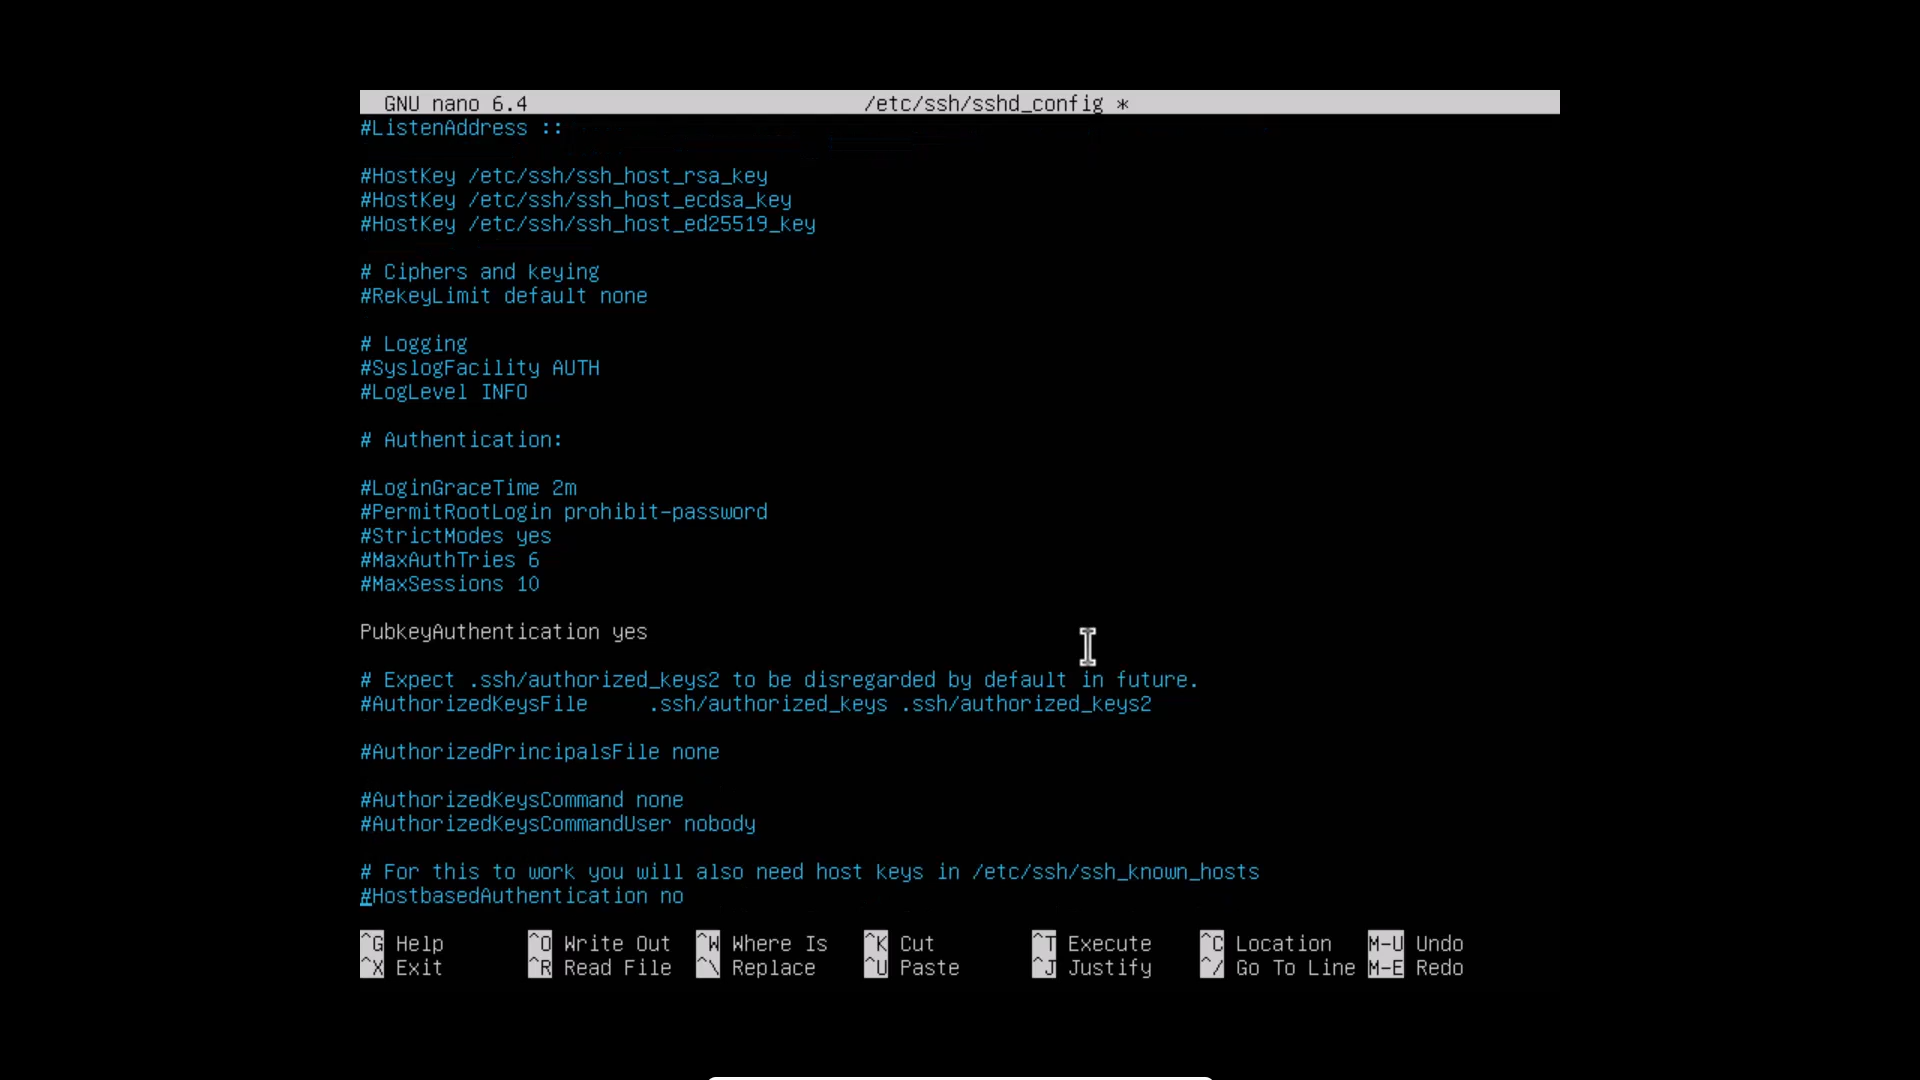 GNU nano 6.4 /etc/ssh/sshd_config *
#ListenAddress ::
#HostKey /etc/ssh/ssh_host_rsa_key
#HostKey /etc/ssh/ssh_host_ecdsa_key
#HostKey /etc/ssh/ssh_host_ed25519_key
# Ciphers and keying
#RekeyLimit default none
# Logging
#SyslogFacility AUTH
#LogLevel INFO
# Authentication:
#LoginGraceTime 2m
#PermitRootLogin prohibit-password
#StrictModes yes
#MaxAuthTries 6
#MaxSessions 10
PubkeyAuthentication yes
# Expect .ssh/authorized_keys2 to be disregarded by default in future.
#AuthorizedKeysFile     .ssh/authorized_keys .ssh/authorized_keys2
#AuthorizedPrincipalsFile none
#AuthorizedKeysCommand none
#AuthorizedKeysCommandUser nobody
# For this to work you will also need host keys in /etc/ssh/ssh_known_hosts
#HostbasedAuthentication no
^G Help ^O Write Out ^W Where Is ^K Cut ^T Execute ^C Location M-U Undo
^X Exit ^R Read File ^\ Replace ^U Paste ^J Justify ^/ Go To Line M-E Redo